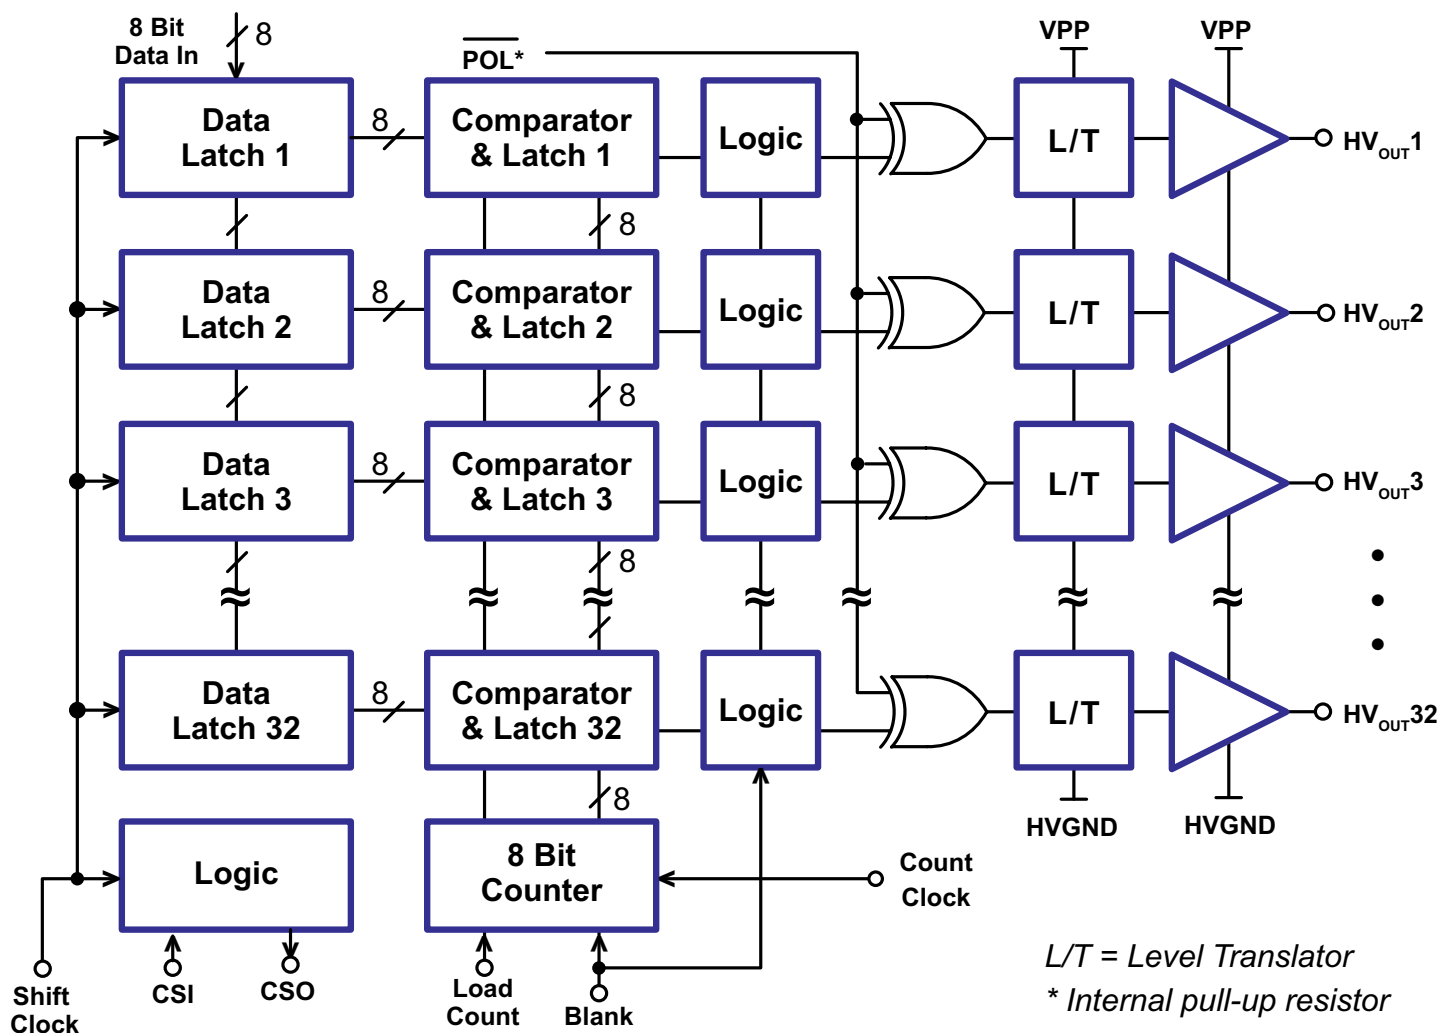 8 Bit
Data In
8
POL*
VPP
VPP
Data
Latch 1
8
Comparator
& Latch 1
Logic
L/T
HVOUT1
8
Data
Latch 2
8
Comparator
& Latch 2
Logic
L/T
HVOUT2
8
Data
Latch 3
8
Comparator
& Latch 3
Logic
L/T
HVOUT3
8
Data
Latch 32
8
Comparator
& Latch 32
Logic
L/T
HVOUT32
8
HVGND
HVGND
Logic
8 Bit
Counter
Count
Clock
Shift
Clock
CSI
CSO
Load
Count
Blank
L/T = Level Translator
* Internal pull-up resistor